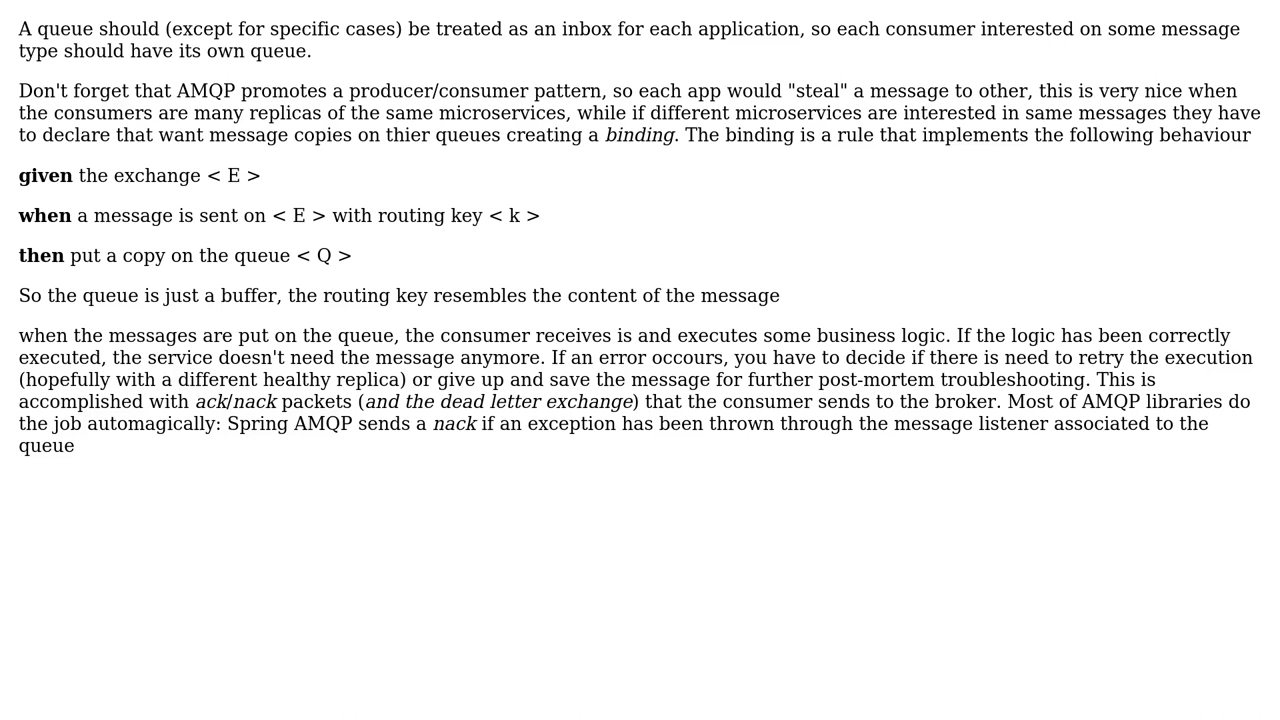 A queue should (except for specific cases) be treated as an inbox for each application, so each consumer interested on some message
type should have its own queue.
Don't forget that AMQP promotes a producer/consumer pattern, so each app would "steal" a message to other, this is very nice when
the consumers are many replicas of the same microservices, while if different microservices are interested in same messages they have
to declare that want message copies on thier queues creating a binding. The binding is a rule that implements the following behaviour
given the exchange < E >
when a message is sent on < E > with routing key < k >
then put a copy on the queue < Q >
So the queue is just a buffer, the routing key resembles the content of the message
when the messages are put on the queue, the consumer receives is and executes some business logic. If the logic has been correctly
executed, the service doesn't need the message anymore. If an error occours, you have to decide if there is need to retry the execution
(hopefully with a different healthy replica) or give up and save the message for further post-mortem troubleshooting. This is
accomplished with ack/nack packets (and the dead letter exchange) that the consumer sends to the broker. Most of AMQP libraries do
the job automagically: Spring AMQP sends a nack if an exception has been thrown through the message listener associated to the
queue